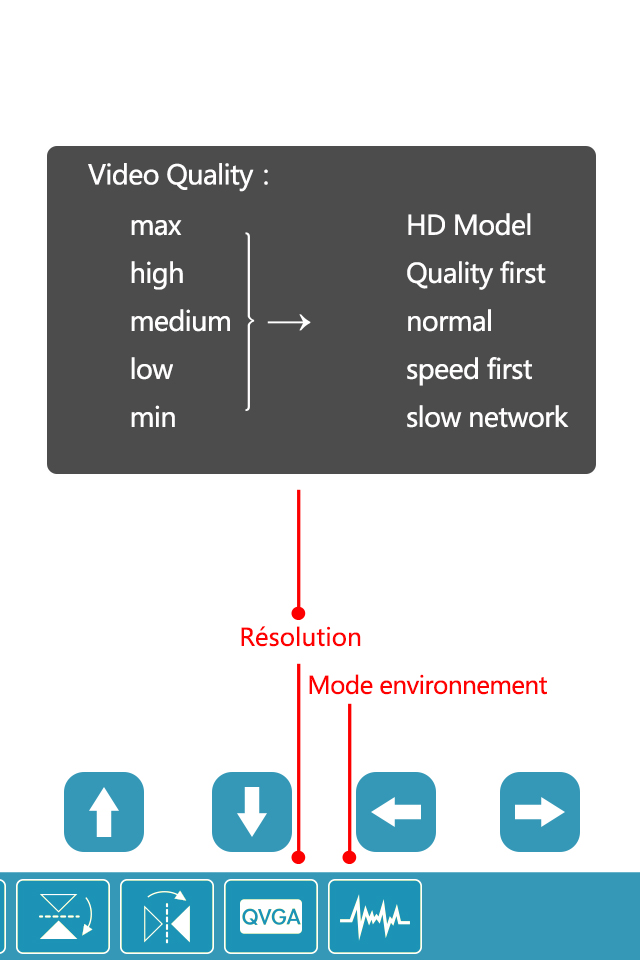 Video Quality :
max HD Model
high Quality first
medium normal
low speed first
min slow network
Résolution
Mode environnement
QVGA